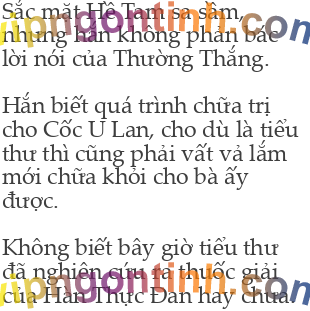 Sắc mặt Hề Tam sa sầm,
nhưng hắn không phản bác
lời nói của Thường Thắng.

Hắn biết quá trình chữa trị
cho Cốc U Lan, cho dù là tiểu
thư thì cũng phải vất vả lắm
mới chữa khỏi cho bà ấy
được.

Không biết bây giờ tiểu thư
đã nghiên cứu ra thuốc giải
của Hàn Thực Đan hay chưa.